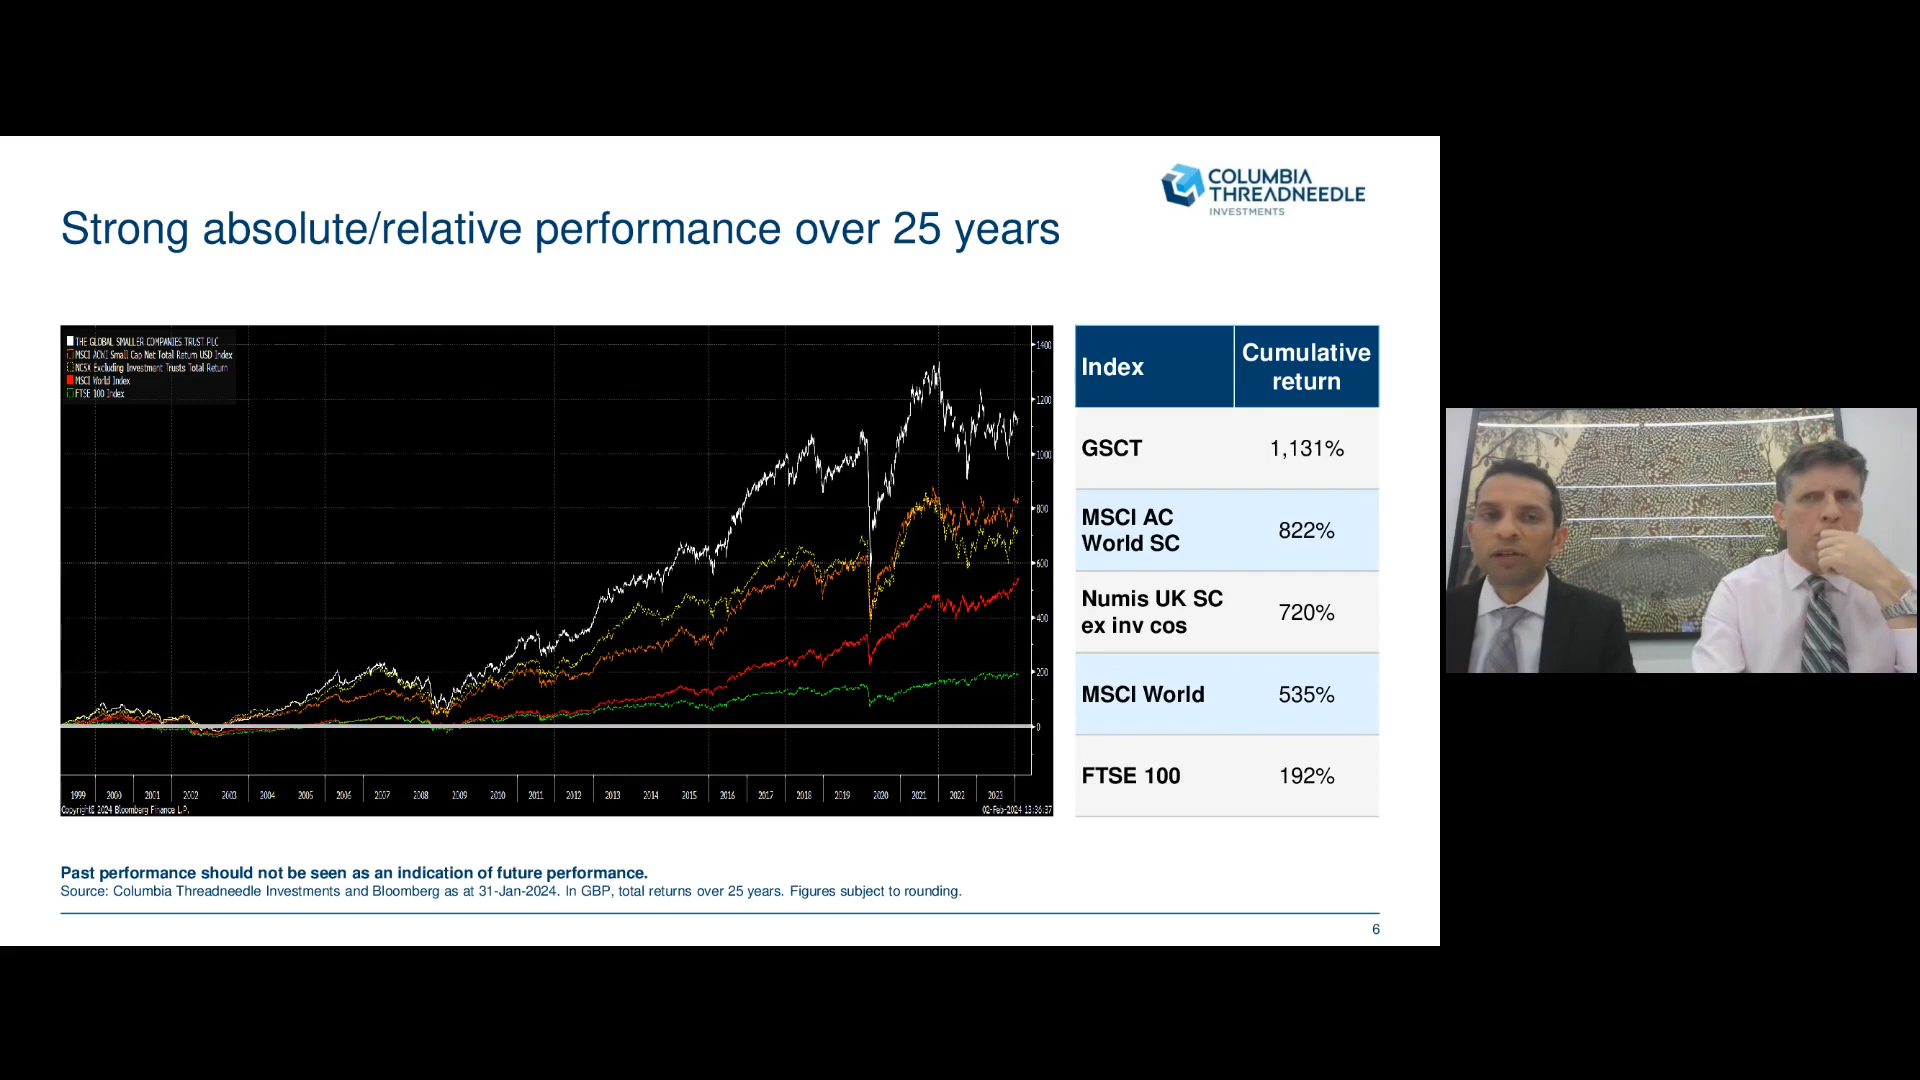 COLUMBIA
THREADNEEDLE
INVESTMENTS
Strong absolute/relative performance over 25 years
THE GLOBAL SMALLER COMPANIES TRUST PLC
MSCI ACWI Small Cap Net Total Return USD Index
NCSX Excluding Investment Trusts Total Return
MSCI World Index
FTSE 100 Index
1400
1200
1000
800
600
400
200
0
1999 2000 2001 2002 2003 2004 2005 2006 2007 2008 2009 2010 2011 2012 2013 2014 2015 2016 2017 2018 2019 2020 2021 2022 2023
Copyright© 2024 Bloomberg Finance L.P.
02-Feb-2024 13:36:37
Index Cumulative
return
GSCT 1,131%
MSCI AC
World SC 822%
Numis UK SC
ex inv cos 720%
MSCI World 535%
FTSE 100 192%
Past performance should not be seen as an indication of future performance.
Source: Columbia Threadneedle Investments and Bloomberg as at 31-Jan-2024. In GBP, total returns over 25 years. Figures subject to rounding.
6